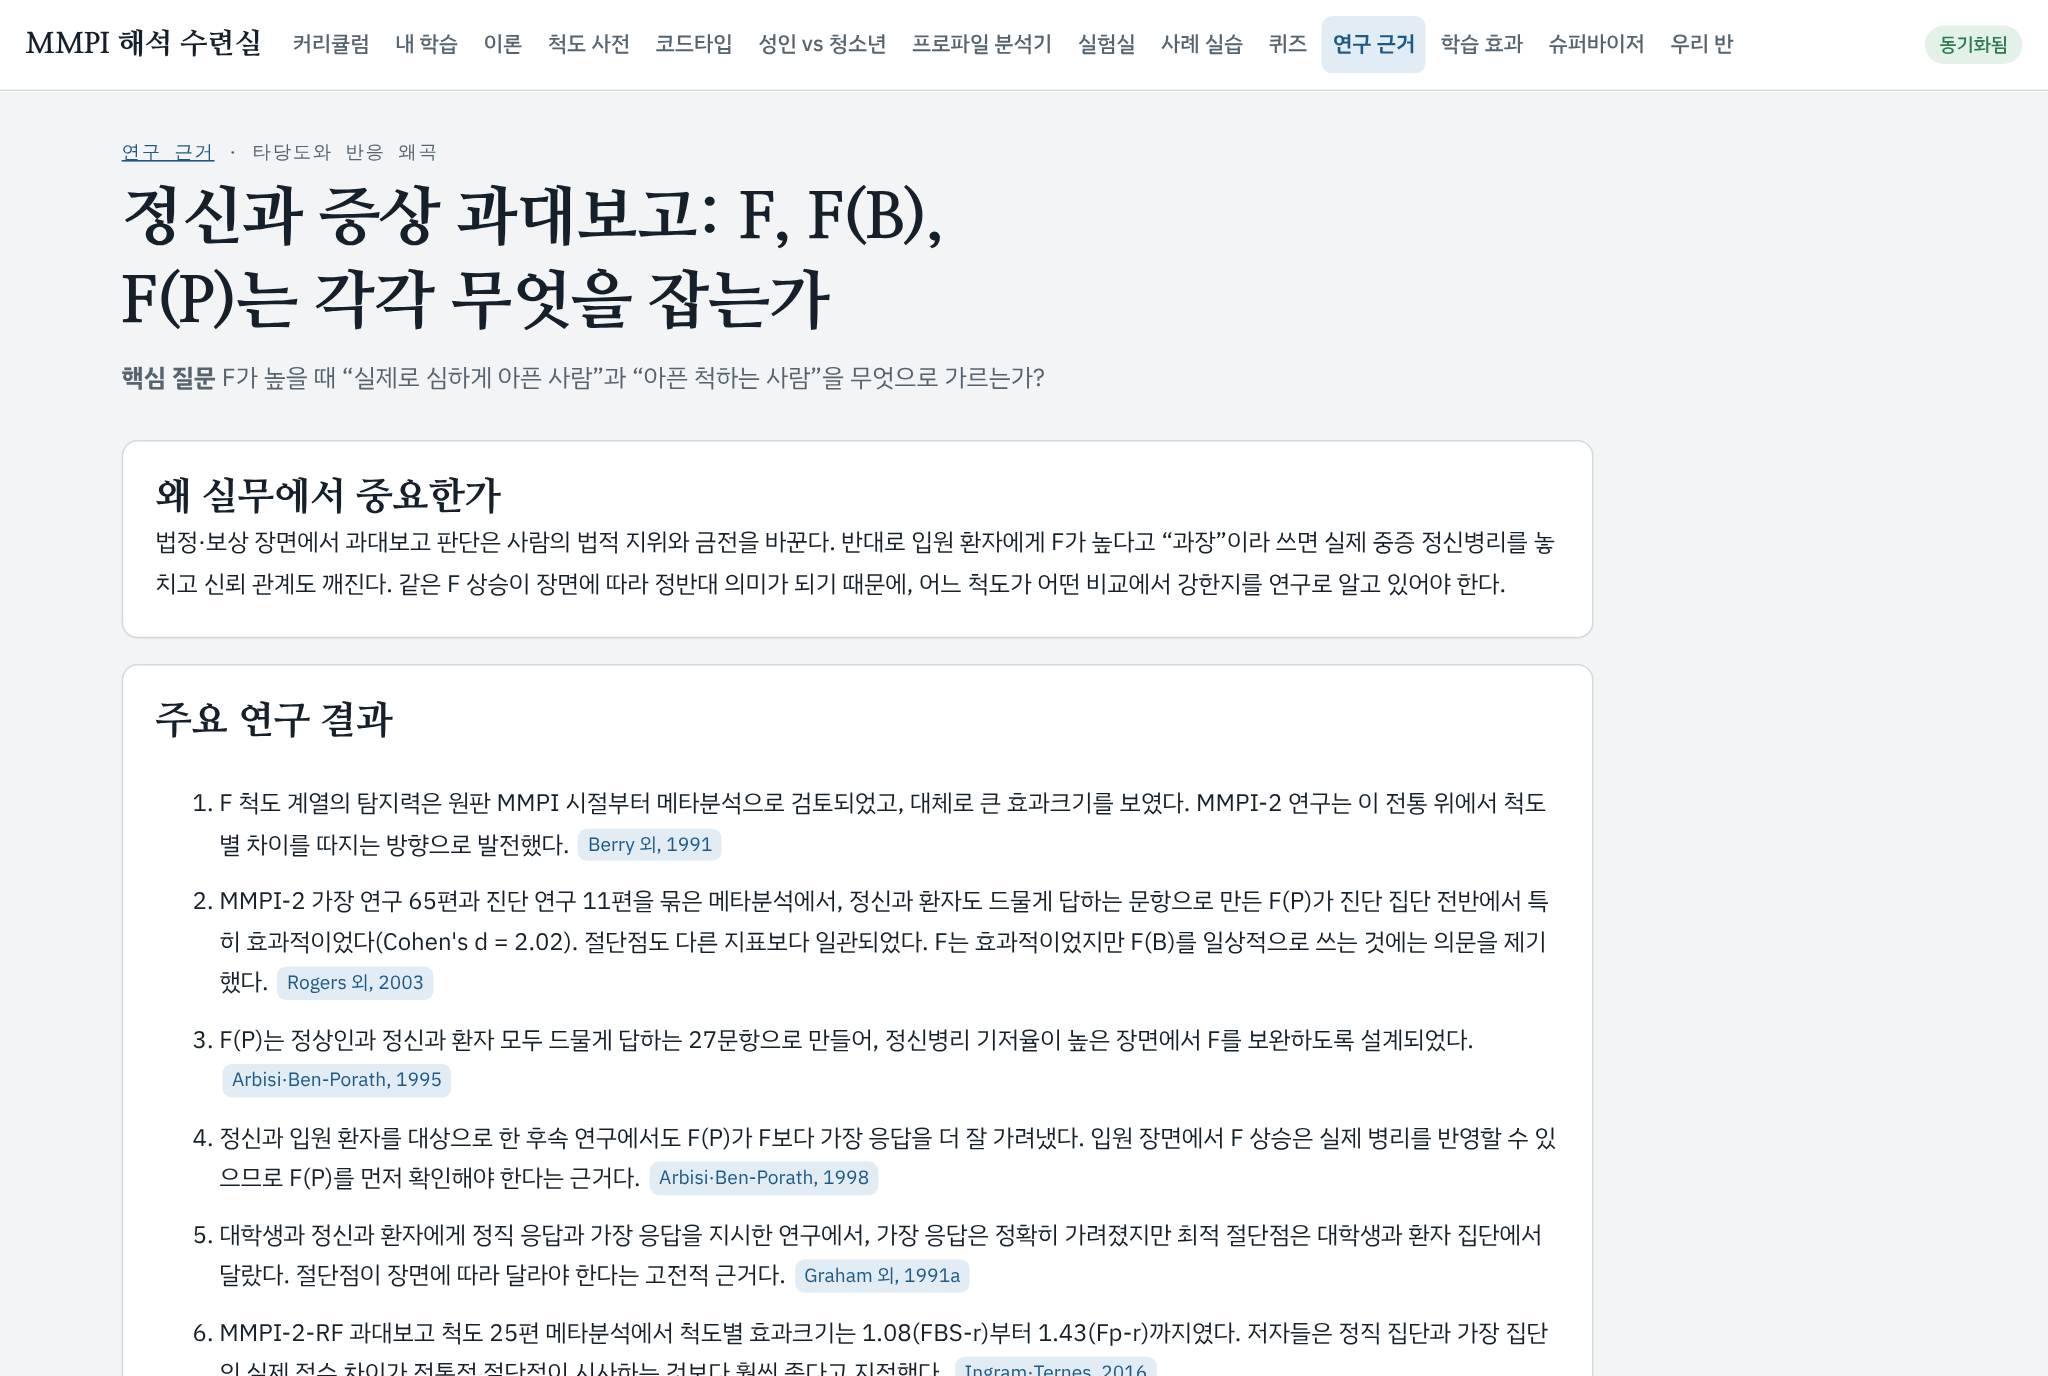 MMPI 해석 수련실 커리큘럼 내 학습 이론 척도 사전 코드타입 성인 vs 청소년 프로파일 분석기 실험실 사례 실습 퀴즈 연구 근거 학습 효과 슈퍼바이저 우리 반 동기화됨
연구 근거 · 타당도와 반응 왜곡
정신과 증상 과대보고: F, F(B),
F(P)는 각각 무엇을 잡는가
핵심 질문 F가 높을 때 “실제로 심하게 아픈 사람”과 “아픈 척하는 사람”을 무엇으로 가르는가?
왜 실무에서 중요한가
법정·보상 장면에서 과대보고 판단은 사람의 법적 지위와 금전을 바꾼다. 반대로 입원 환자에게 F가 높다고 “과장”이라 쓰면 실제 중증 정신병리를 놓
치고 신뢰 관계도 깨진다. 같은 F 상승이 장면에 따라 정반대 의미가 되기 때문에, 어느 척도가 어떤 비교에서 강한지를 연구로 알고 있어야 한다.
주요 연구 결과
1. F 척도 계열의 탐지력은 원판 MMPI 시절부터 메타분석으로 검토되었고, 대체로 큰 효과크기를 보였다. MMPI-2 연구는 이 전통 위에서 척도
별 차이를 따지는 방향으로 발전했다. Berry 외, 1991
2. MMPI-2 가장 연구 65편과 진단 연구 11편을 묶은 메타분석에서, 정신과 환자도 드물게 답하는 문항으로 만든 F(P)가 진단 집단 전반에서 특
히 효과적이었다(Cohen's d = 2.02). 절단점도 다른 지표보다 일관되었다. F는 효과적이었지만 F(B)를 일상적으로 쓰는 것에는 의문을 제기
했다. Rogers 외, 2003
3. F(P)는 정상인과 정신과 환자 모두 드물게 답하는 27문항으로 만들어, 정신병리 기저율이 높은 장면에서 F를 보완하도록 설계되었다.
Arbisi·Ben-Porath, 1995
4. 정신과 입원 환자를 대상으로 한 후속 연구에서도 F(P)가 F보다 가장 응답을 더 잘 가려냈다. 입원 장면에서 F 상승은 실제 병리를 반영할 수 있
으므로 F(P)를 먼저 확인해야 한다는 근거다. Arbisi·Ben-Porath, 1998
5. 대학생과 정신과 환자에게 정직 응답과 가장 응답을 지시한 연구에서, 가장 응답은 정확히 가려졌지만 최적 절단점은 대학생과 환자 집단에서
달랐다. 절단점이 장면에 따라 달라야 한다는 고전적 근거다. Graham 외, 1991a
6. MMPI-2-RF 과대보고 척도 25편 메타분석에서 척도별 효과크기는 1.08(FBS-r)부터 1.43(Fp-r)까지였다. 저자들은 정직 집단과 가장 집단
의 실제 점수 차이가 전통적 절단점이 시사하는 것보다 훨씬 좁다고 지적했다. Ingram·Ternes, 2016